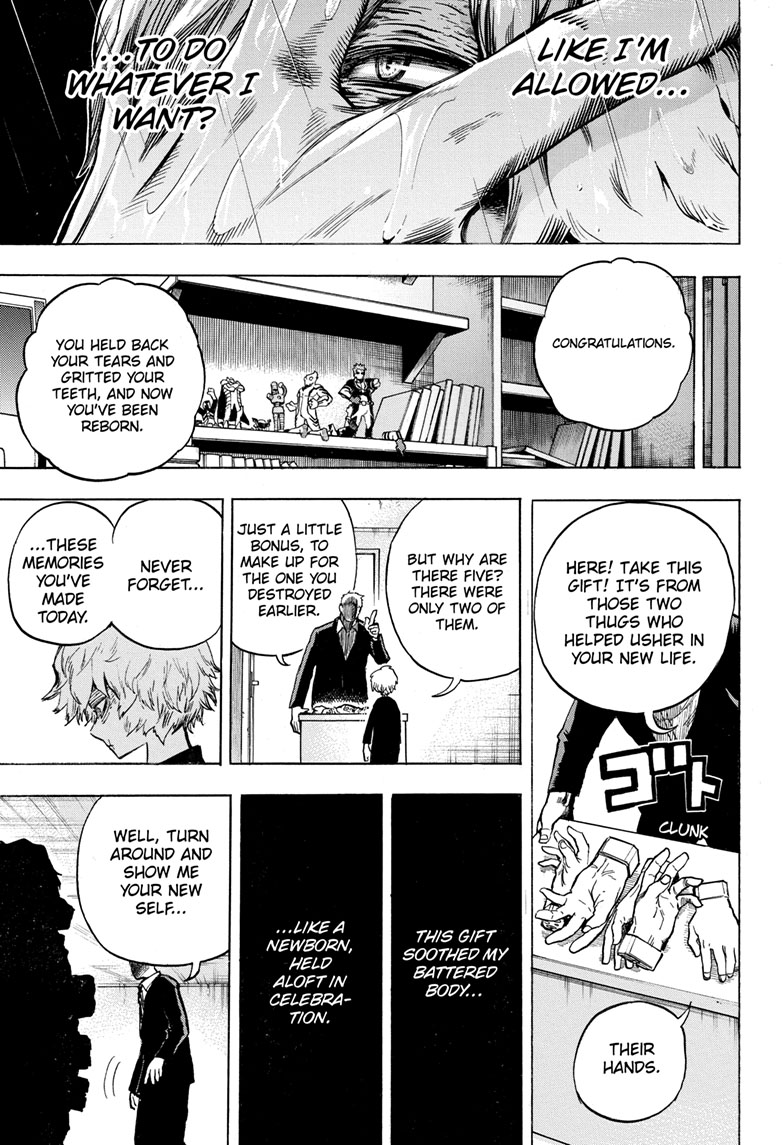 LIKE I'M
ALLOWED...
...TO DO
WHATEVER I
WANT?
CONGRATULATIONS.
YOU HELD BACK
YOUR TEARS AND
GRITTED YOUR
TEETH, AND NOW
YOU'VE BEEN
REBORN.
HERE! TAKE THIS
GIFT! IT'S FROM
THOSE TWO
THUGS WHO
HELPED USHER IN
YOUR NEW LIFE.
ゴトッ
CLUNK
THEIR
HANDS.
BUT WHY ARE
THERE FIVE?
THERE WERE
ONLY TWO OF
THEM.
JUST A LITTLE
BONUS, TO
MAKE UP FOR
THE ONE YOU
DESTROYED
EARLIER.
NEVER
FORGET...
...THESE
MEMORIES
YOU'VE
MADE
TODAY.
THIS GIFT
SOOTHED MY
BATTERED
BODY...
...LIKE A
NEWBORN,
HELD
ALOFT IN
CELEBRA-
TION.
WELL, TURN
AROUND AND
SHOW ME
YOUR NEW
SELF...